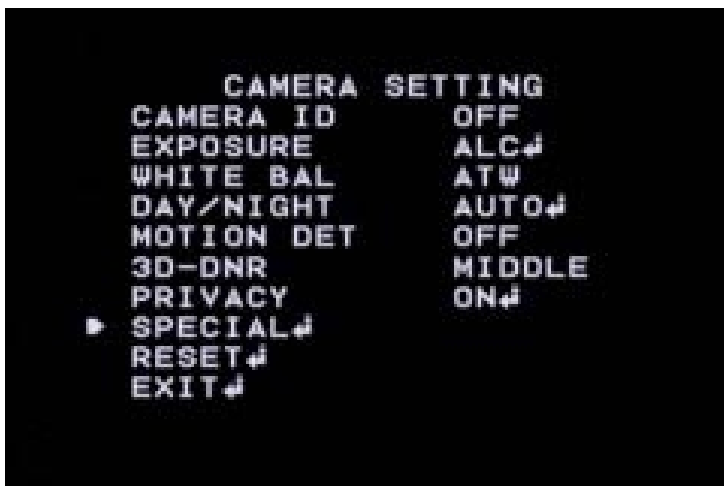 CAMERA SETTING
CAMERA ID OFF
EXPOSURE ALC↲
WHITE BAL ATW
DAY/NIGHT AUTO↲
MOTION DET OFF
3D-DNR MIDDLE
PRIVACY ON↲
SPECIAL↲
RESET↲
EXIT↲